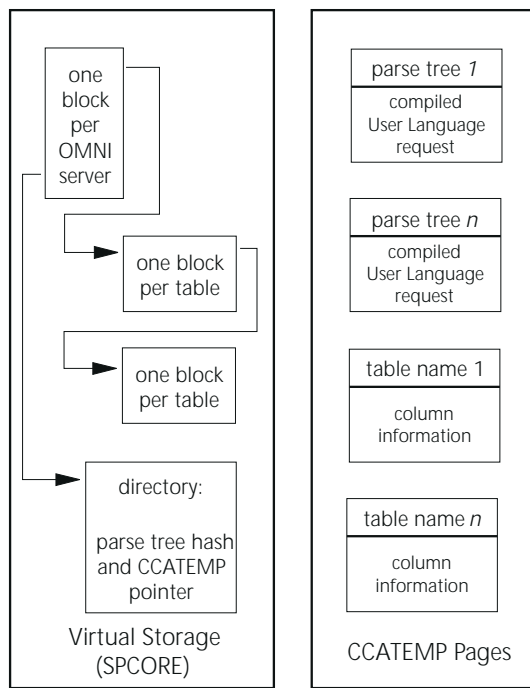 one
block
per
OMNI
server
one block
per table
one block
per table
directory:
parse tree hash
and CCATEMP
pointer
Virtual Storage
(SPCORE)
parse tree 1
compiled
User Language
request
parse tree n
compiled
User Language
request
table name 1
column
information
table name n
column
information
CCATEMP Pages